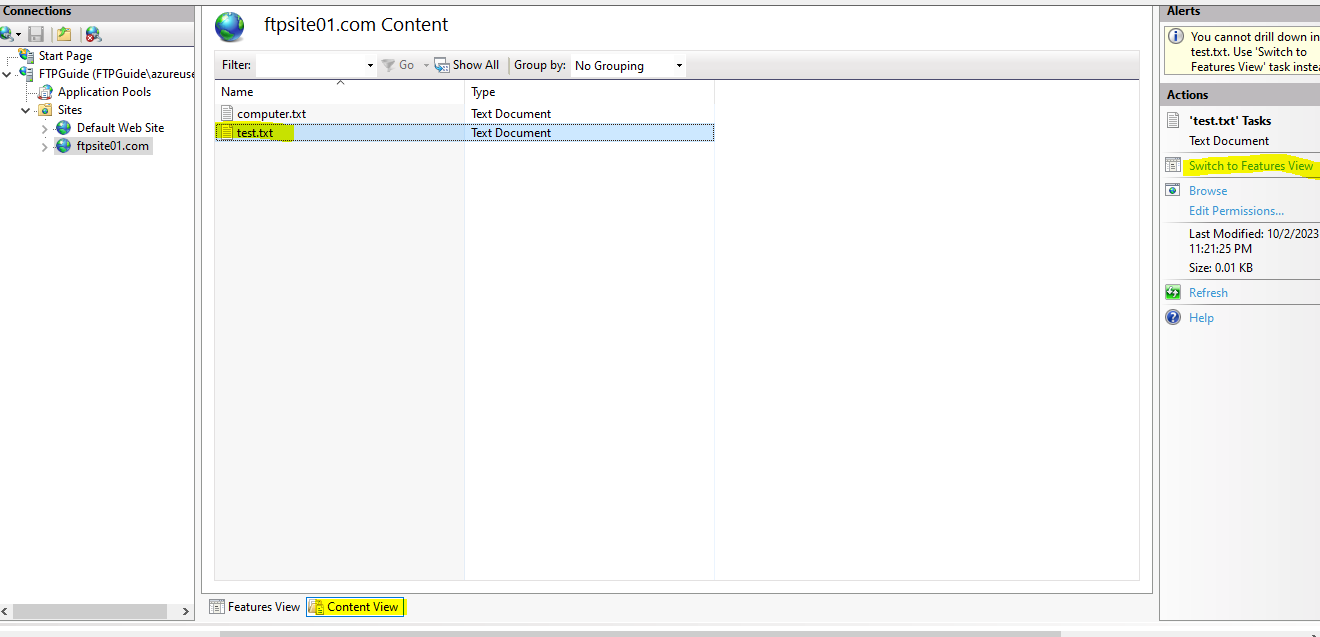 Connections
Start Page
FTPGuide (FTPGuide\azureuse
Application Pools
Sites
Default Web Site
ftpsite01.com
ftpsite01.com Content
Filter:
Go
Show All
Group by:
No Grouping
Name
Type
computer.txt
Text Document
test.txt
Text Document
Features View
Content View
Alerts
You cannot drill down in
test.txt. Use 'Switch to
Features View' task inste
Actions
'test.txt' Tasks
Text Document
Switch to Features View
Browse
Edit Permissions...
Last Modified: 10/2/2023
11:21:25 PM
Size: 0.01 KB
Refresh
Help